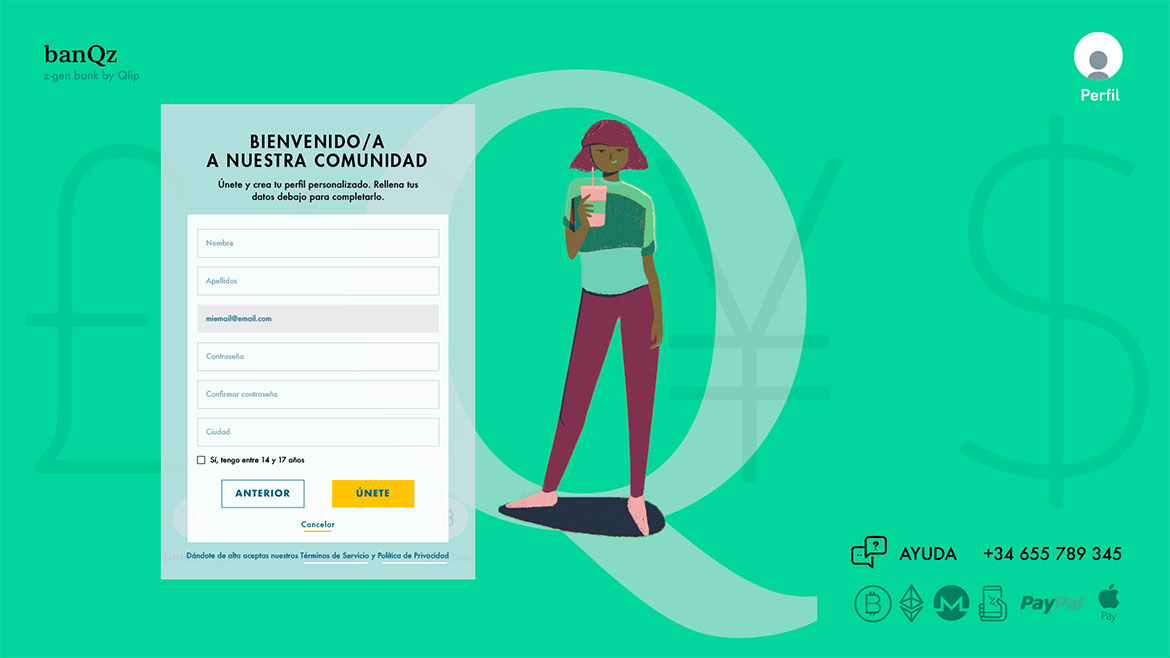 banQz
z-gen bank by Qlip
Perfil
BIENVENIDO/A
A NUESTRA COMUNIDAD
Únete y crea tu perfil personalizado. Rellena tus
datos debajo para completarlo.
Nombre
Apellidos
miemail@email.com
Contraseña
Confirmar contraseña
Ciudad
Sí, tengo entre 14 y 17 años
ANTERIOR
ÚNETE
Cancelar
Dándote de alta aceptas nuestros Términos de Servicio y Política de Privacidad
£ Q ¥ $
AYUDA +34 655 789 345
PayPal
Pay